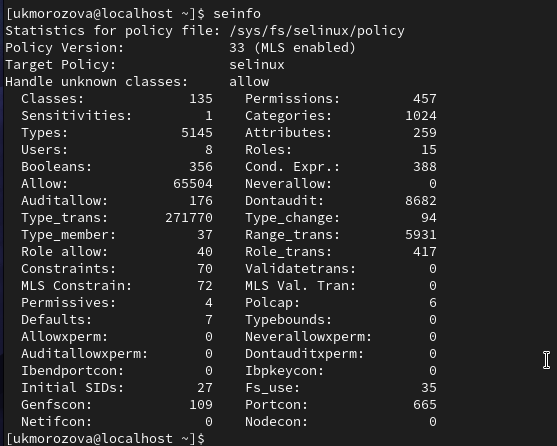 [ukmorozova@localhost ~]$ seinfo
Statistics for policy file: /sys/fs/selinux/policy
Policy Version:             33 (MLS enabled)
Target Policy:              selinux
Handle unknown classes:     allow
  Classes:             135    Permissions:         457
  Sensitivities:         1    Categories:         1024
  Types:              5145    Attributes:          259
  Users:                 8    Roles:                15
  Booleans:            356    Cond. Expr.:         388
  Allow:             65504    Neverallow:            0
  Auditallow:          176    Dontaudit:          8682
  Type_trans:       271770    Type_change:          94
  Type_member:          37    Range_trans:        5931
  Role allow:           40    Role_trans:          417
  Constraints:          70    Validatetrans:         0
  MLS Constrain:        72    MLS Val. Tran:         0
  Permissives:           4    Polcap:                6
  Defaults:              7    Typebounds:            0
  Allowxperm:            0    Neverallowxperm:       0
  Auditallowxperm:       0    Dontauditxperm:        0
  Ibendportcon:          0    Ibpkeycon:             0
  Initial SIDs:         27    Fs_use:               35
  Genfscon:            109    Portcon:             665
  Netifcon:              0    Nodecon:               0
[ukmorozova@localhost ~]$